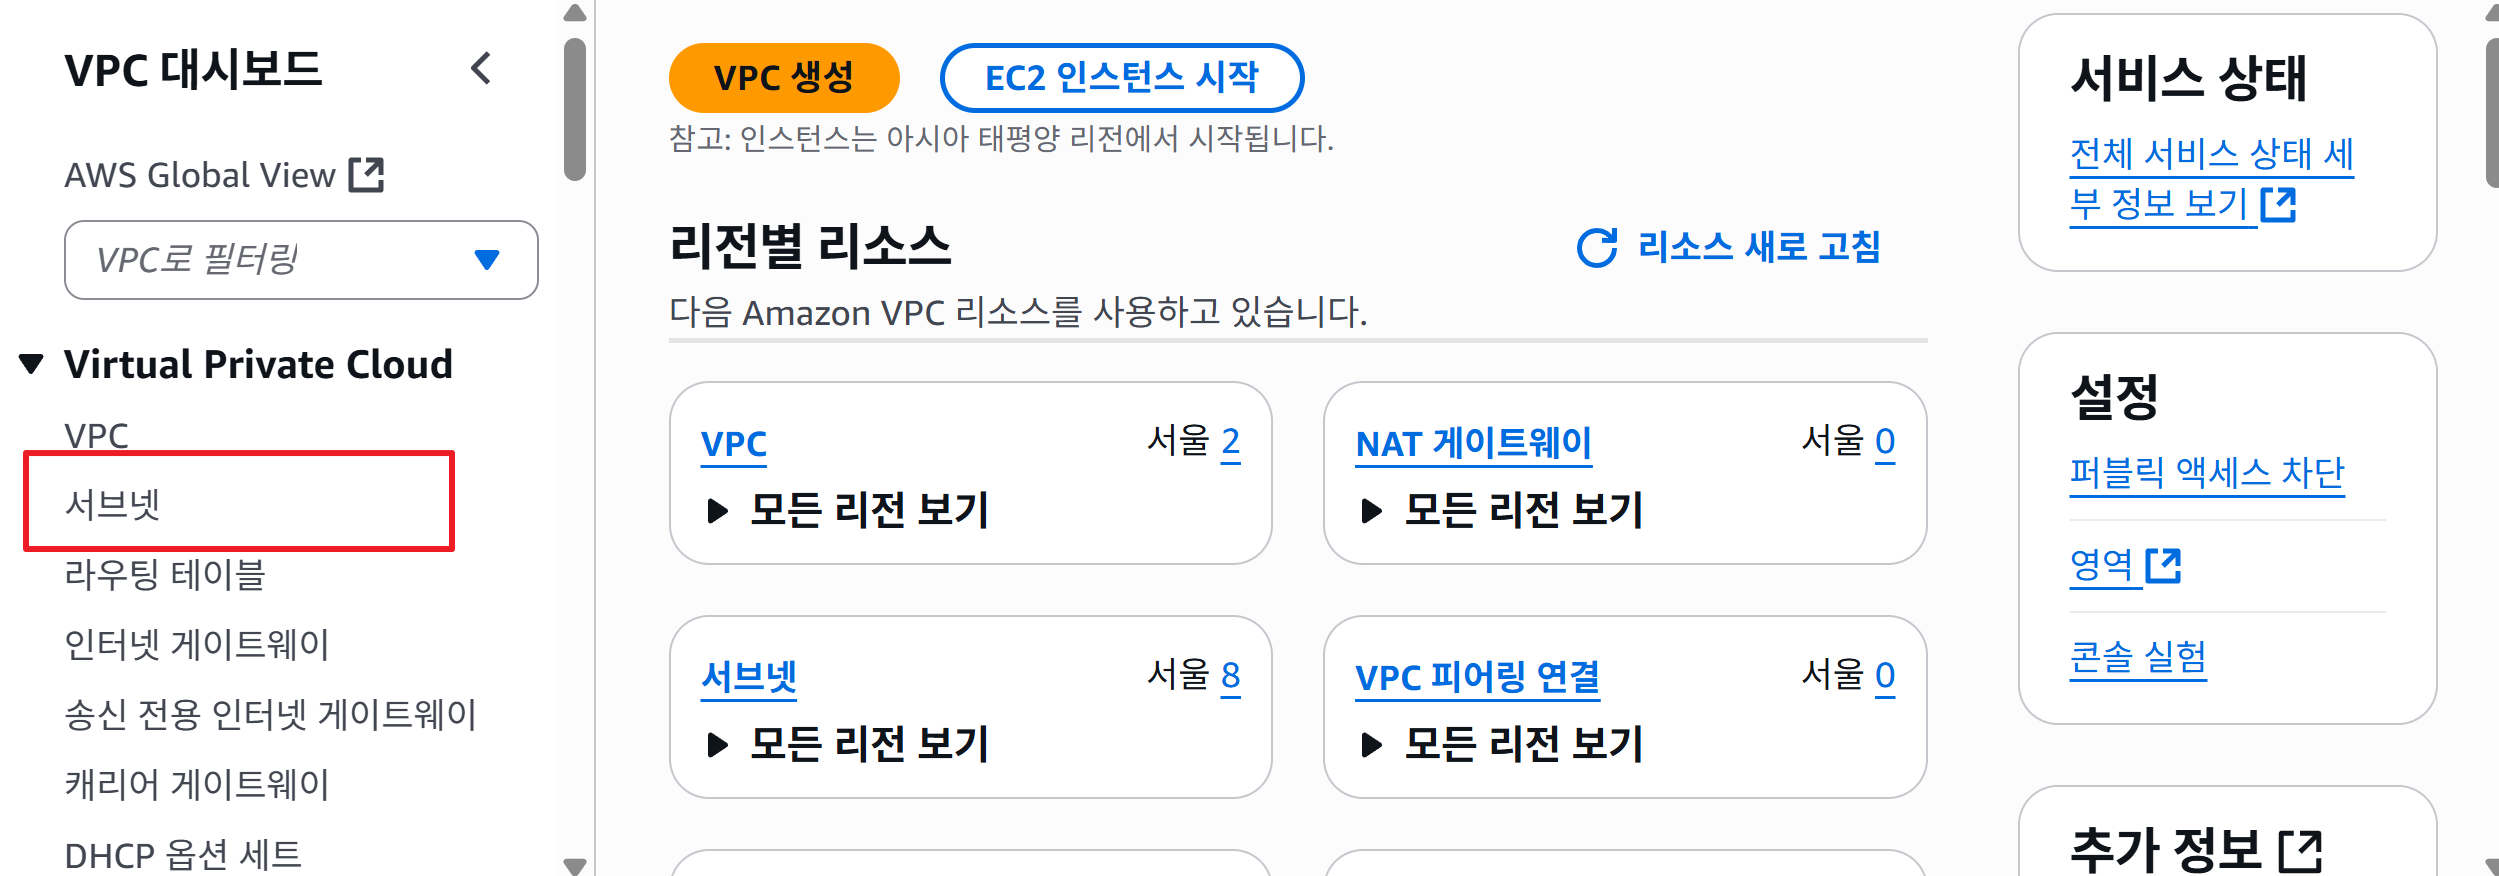 VPC 대시보드
AWS Global View
VPC로 필터링
Virtual Private Cloud
VPC
서브넷
라우팅 테이블
인터넷 게이트웨이
송신 전용 인터넷 게이트웨이
캐리어 게이트웨이
DHCP 옵션 세트
VPC 생성
EC2 인스턴스 시작
참고: 인스턴스는 아시아 태평양 리전에서 시작됩니다.
리전별 리소스
리소스 새로 고침
다음 Amazon VPC 리소스를 사용하고 있습니다.
VPC
서울 2
모든 리전 보기
NAT 게이트웨이
서울 0
모든 리전 보기
서브넷
서울 8
모든 리전 보기
VPC 피어링 연결
서울 0
모든 리전 보기
서비스 상태
전체 서비스 상태 세
부 정보 보기
설정
퍼블릭 액세스 차단
영역
콘솔 실험
추가 정보